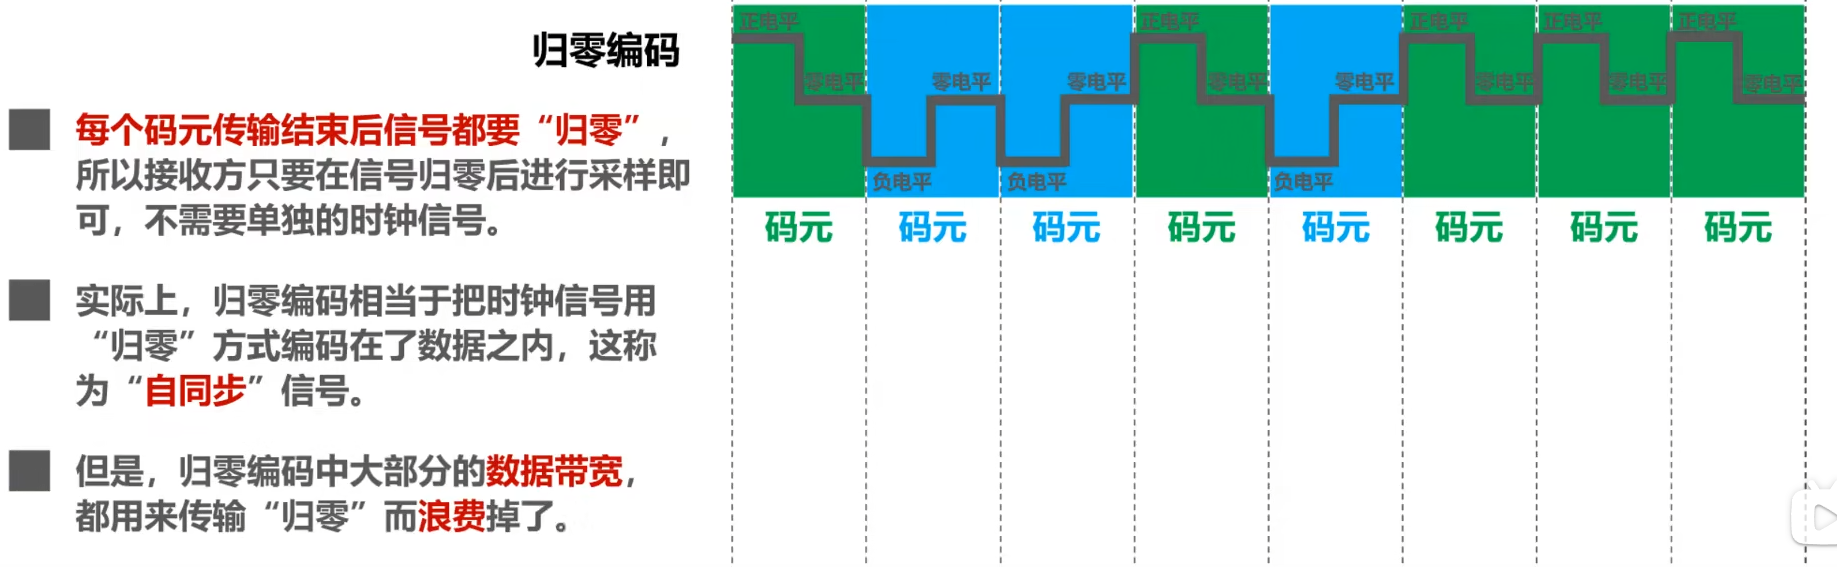 归零编码
每个码元传输结束后信号都要“归零”，
所以接收方只要在信号归零后进行采样即
可，不需要单独的时钟信号。
实际上，归零编码相当于把时钟信号用
“归零”方式编码在了数据之内，这称
为“自同步”信号。
但是，归零编码中大部分的数据带宽，
都用来传输“归零”而浪费掉了。
正电平 正电平 正电平 正电平 正电平
零电平 零电平 零电平 零电平 零电平 零电平 零电平 零电平
负电平 负电平 负电平
码元 码元 码元 码元 码元 码元 码元 码元